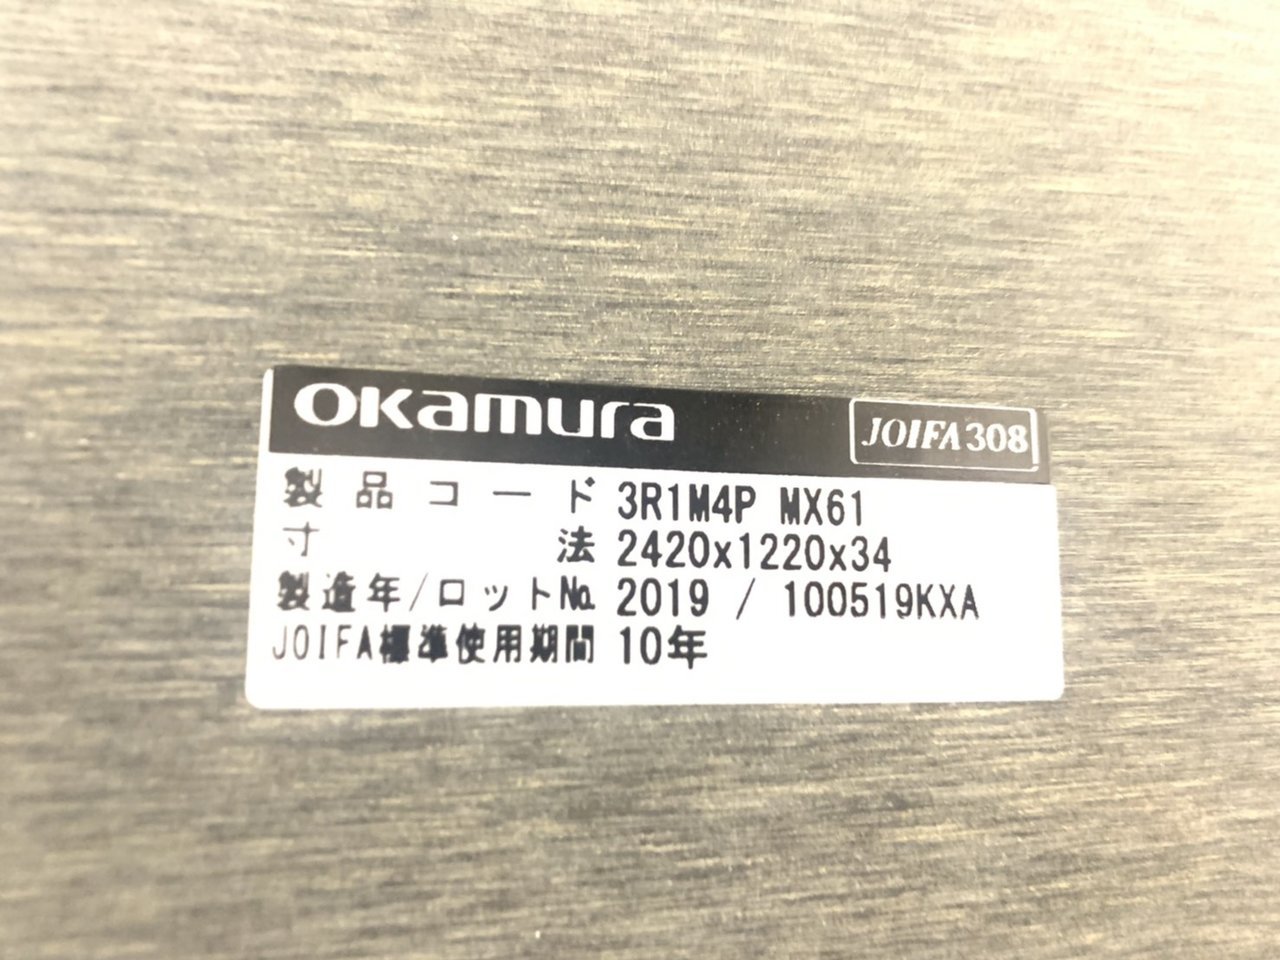 okamura
JOIFA308
製品コード 3R1M4P MX61
寸法 2420x1220x34
製造年/ロット№ 2019 / 100519KXA
JOIFA標準使用期間 10年